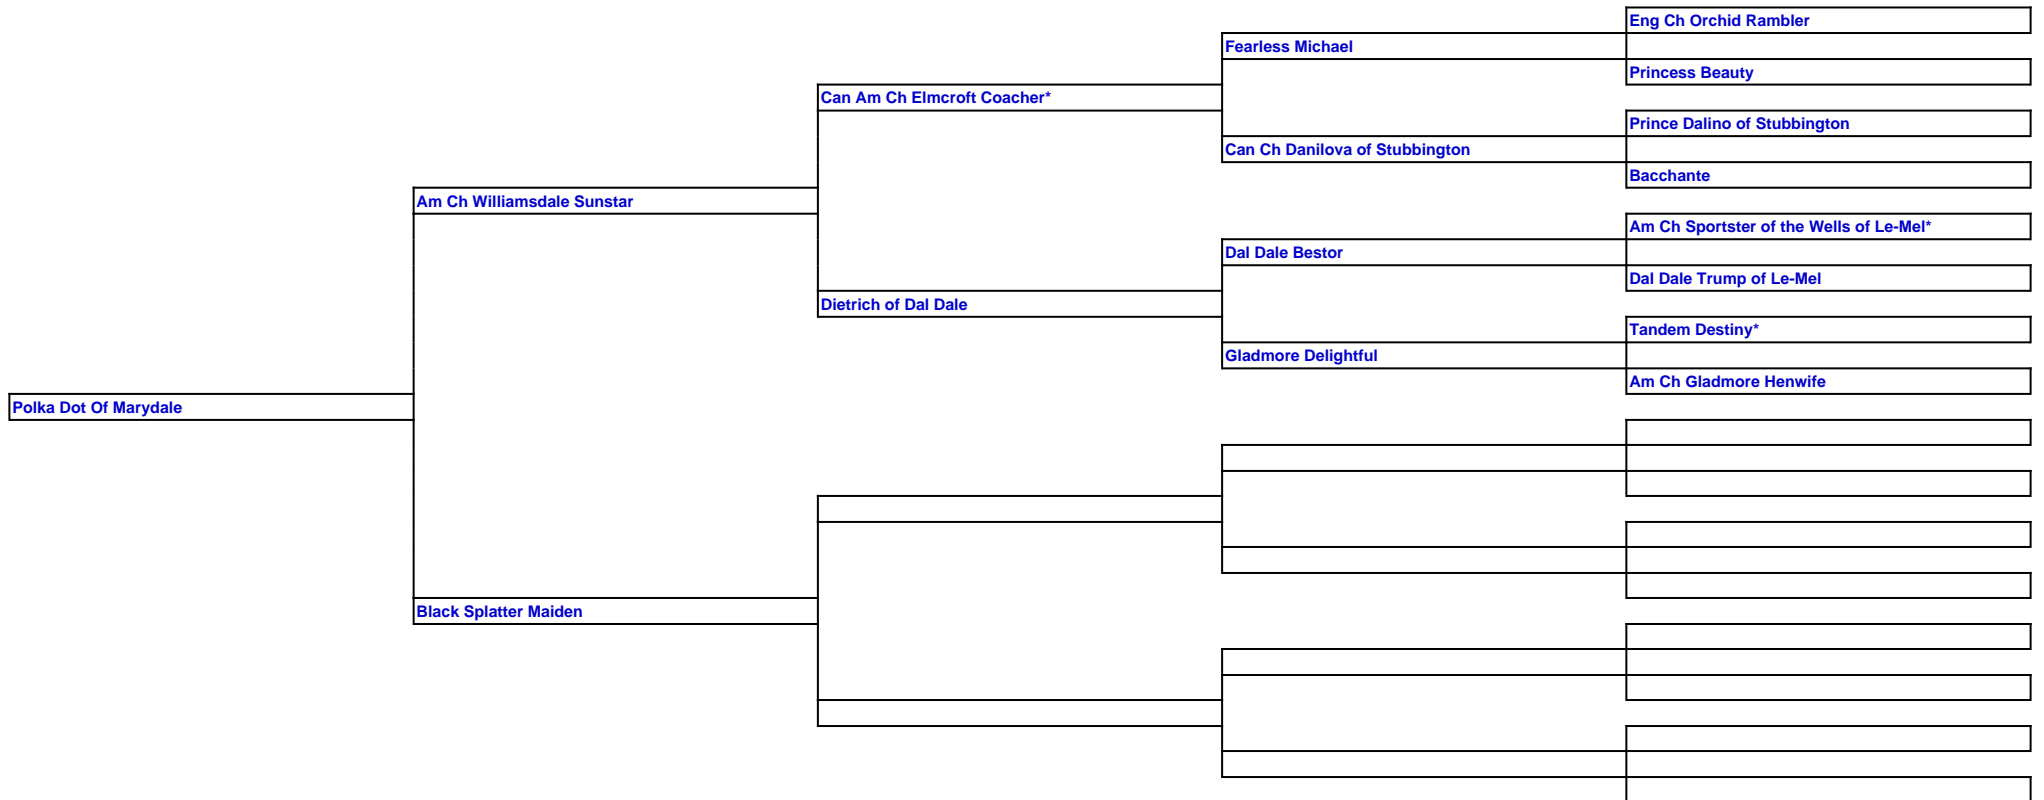 Eng Ch Orchid Rambler
Fearless Michael
Princess Beauty
Can Am Ch Elmcroft Coacher*
Prince Dalino of Stubbington
Can Ch Danilova of Stubbington
Bacchante
Am Ch Williamsdale Sunstar
Am Ch Sportster of the Wells of Le-Mel*
Dal Dale Bestor
Dal Dale Trump of Le-Mel
Dietrich of Dal Dale
Tandem Destiny*
Gladmore Delightful
Am Ch Gladmore Henwife
Polka Dot Of Marydale
Black Splatter Maiden